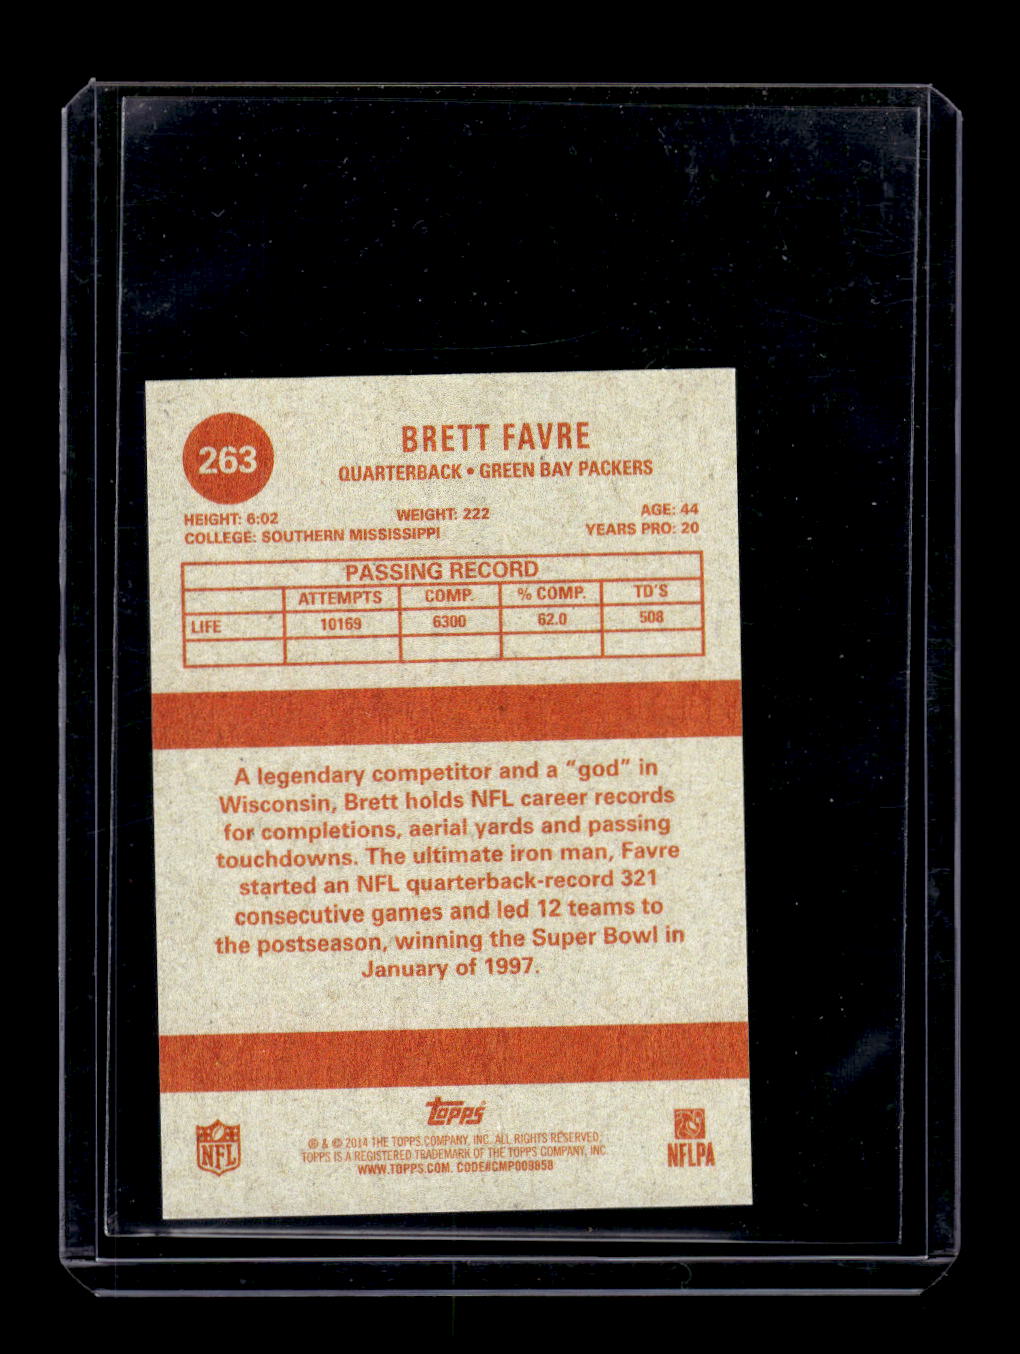 263
BRETT FAVRE
QUARTERBACK • GREEN BAY PACKERS
HEIGHT: 6:02 WEIGHT: 222 AGE: 44
COLLEGE: SOUTHERN MISSISSIPPI YEARS PRO: 20
PASSING RECORD
ATTEMPTS COMP. % COMP. TD'S
LIFE 10169 6300 62.0 508
A legendary competitor and a “god” in
Wisconsin, Brett holds NFL career records
for completions, aerial yards and passing
touchdowns. The ultimate iron man, Favre
started an NFL quarterback-record 321
consecutive games and led 12 teams to
the postseason, winning the Super Bowl in
January of 1997.
TOPPS
® & © 2014 THE TOPPS COMPANY, INC. ALL RIGHTS RESERVED.
TOPPS IS A REGISTERED TRADEMARK OF THE TOPPS COMPANY, INC.
WWW.TOPPS.COM. CODE#CMP009858
NFL
NFLPA